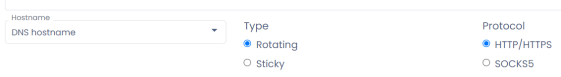 Hostname
DNS hostname
Type
Rotating
Sticky
Protocol
HTTP/HTTPS
SOCKS5